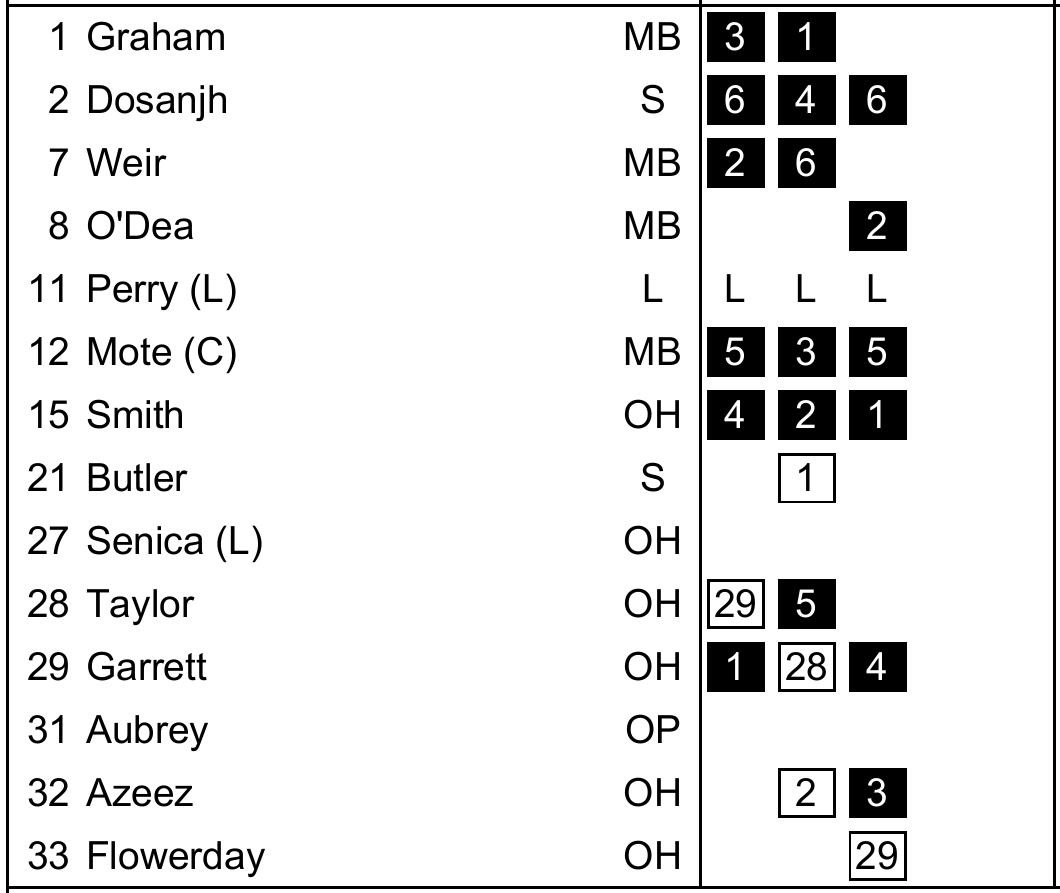 1 Graham MB 3 1
2 Dosanjh S 6 4 6
7 Weir MB 2 6
8 O'Dea MB 2
11 Perry (L) L L L L
12 Mote (C) MB 5 3 5
15 Smith OH 4 2 1
21 Butler S 1
27 Senica (L) OH
28 Taylor OH 29 5
29 Garrett OH 1 28 4
31 Aubrey OP
32 Azeez OH 2 3
33 Flowerday OH 29